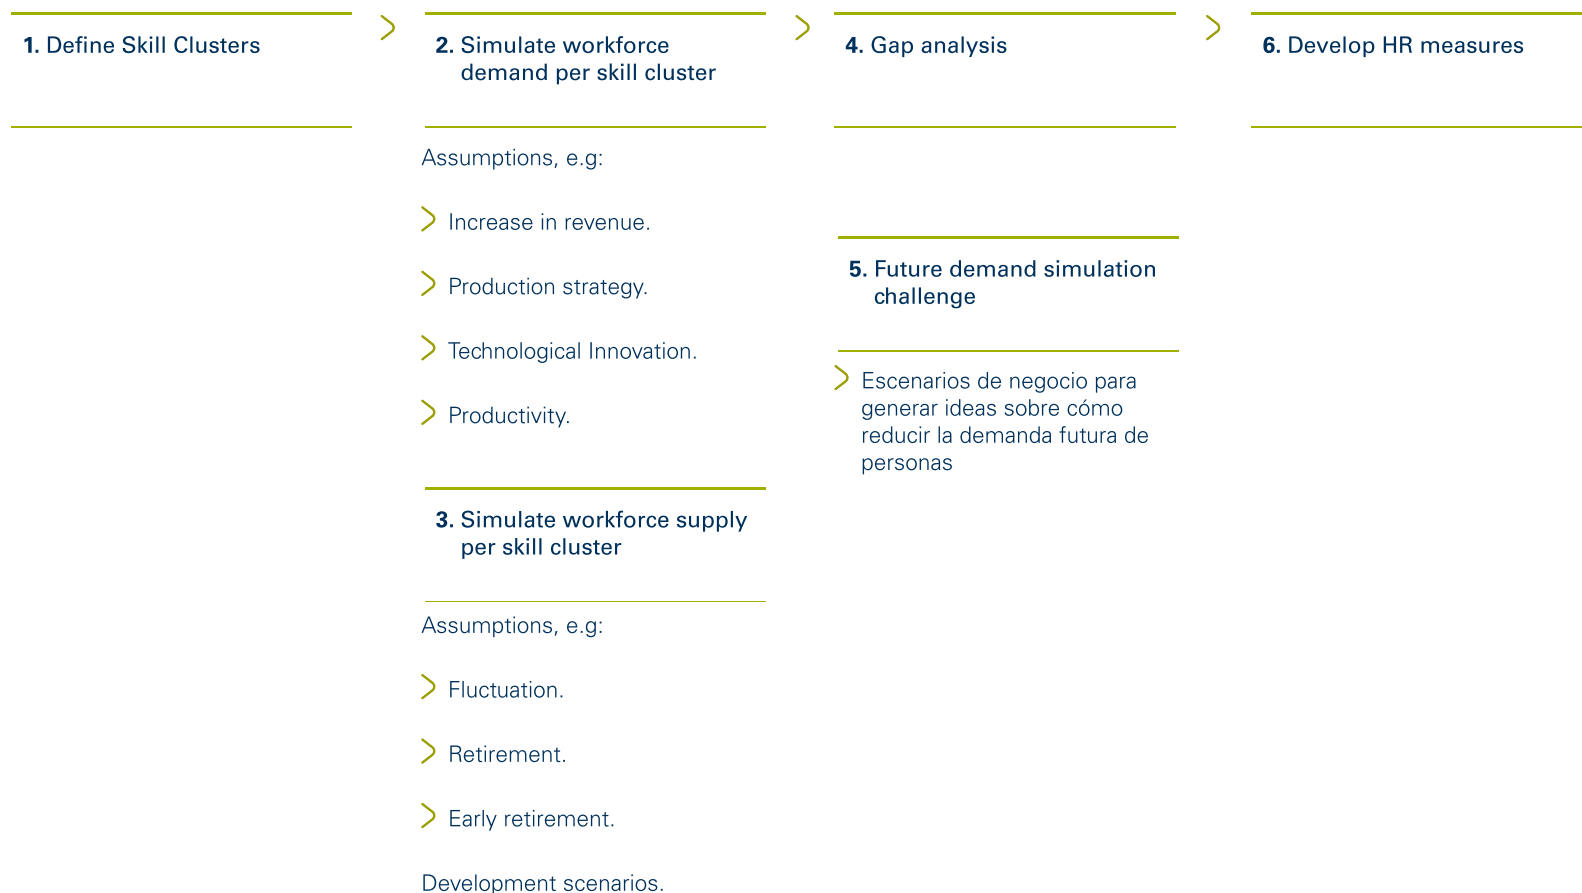 1. Define Skill Clusters
2. Simulate workforce
demand per skill cluster
Assumptions, e.g:
Increase in revenue.
Production strategy.
Technological Innovation.
Productivity.
3. Simulate workforce supply
per skill cluster
Assumptions, e.g:
Fluctuation.
Retirement.
Early retirement.
Development scenarios.
4. Gap analysis
5. Future demand simulation
challenge
Escenarios de negocio para
generar ideas sobre cómo
reducir la demanda futura de
personas
6. Develop HR measures